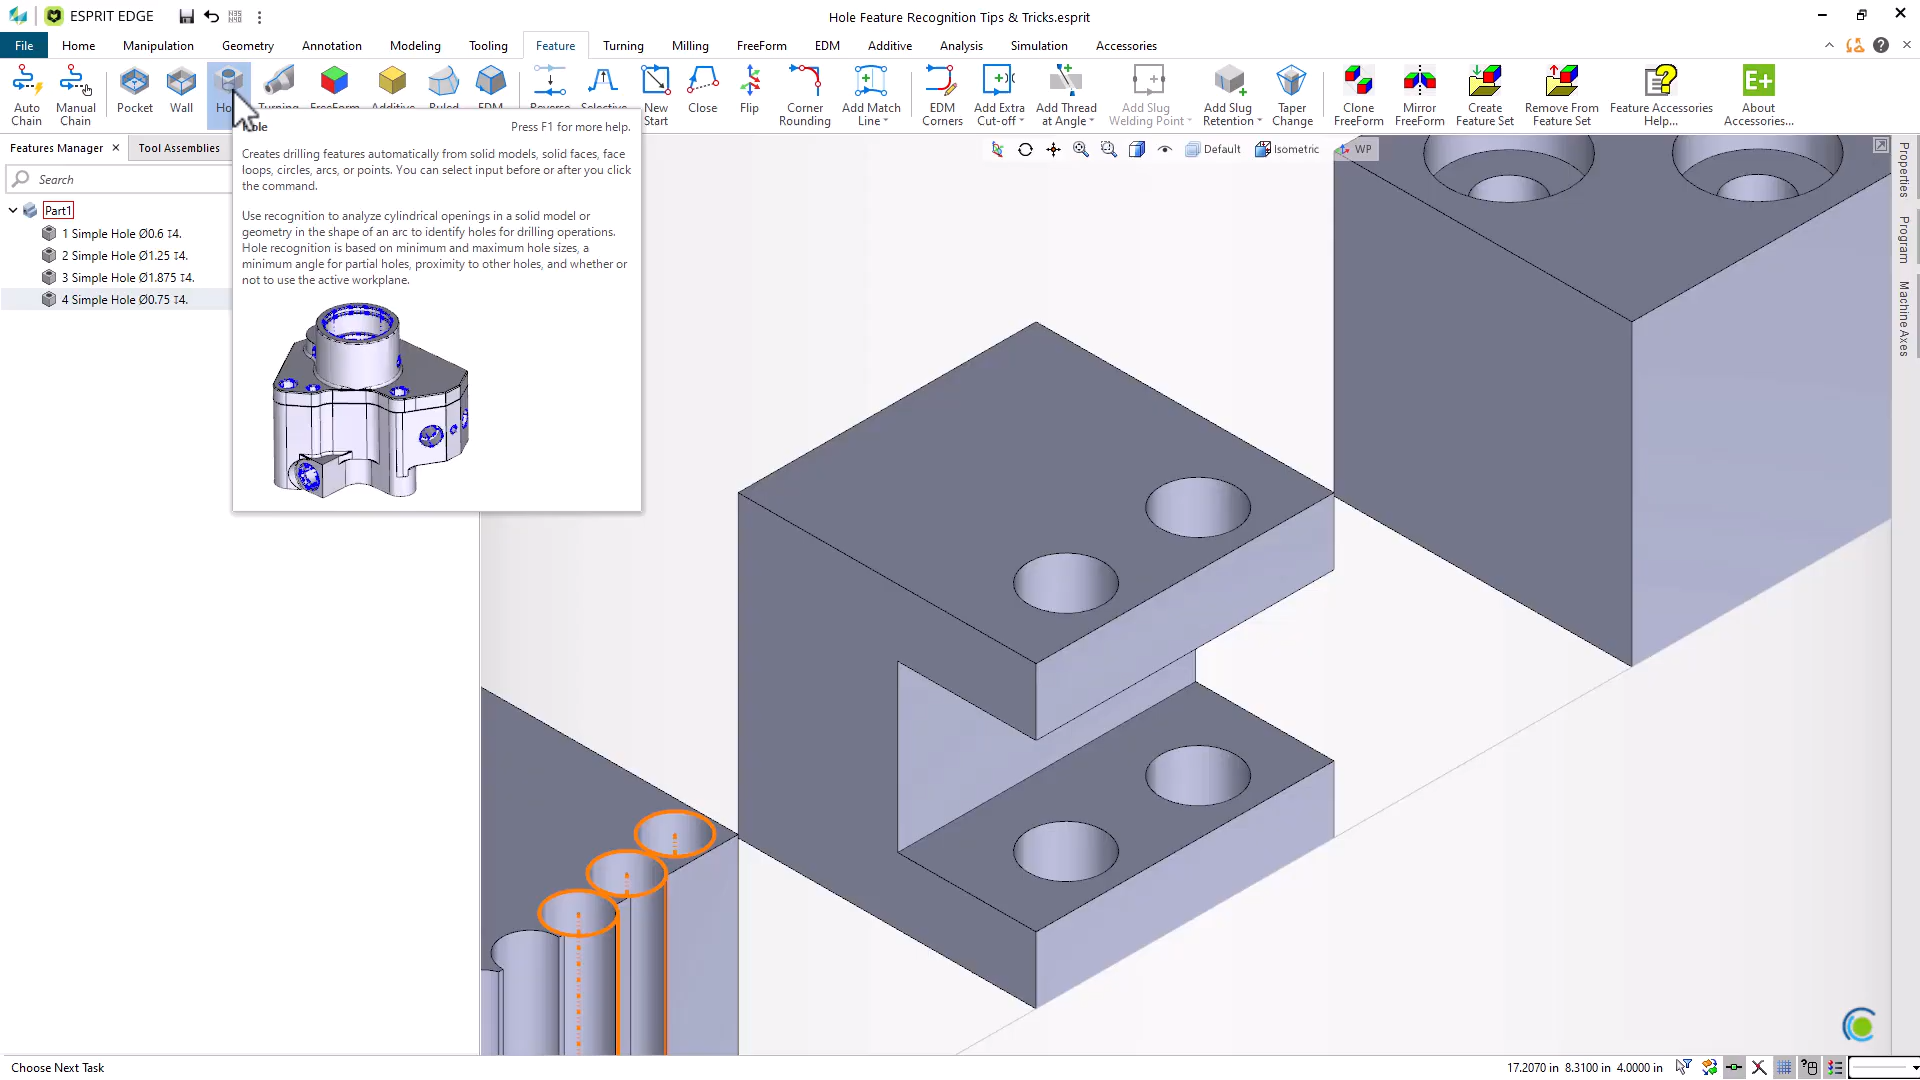 ESPRIT EDGE
Hole Feature Recognition Tips & Tricks.esprit
File Home Manipulation Geometry Annotation Modeling Tooling Feature Turning Milling FreeForm EDM Additive Analysis Simulation Accessories
Auto Chain
Manual Chain
Pocket
Wall
New Start
Close
Flip
Corner Rounding
Add Match Line
EDM Corners
Add Extra Cut-off
Add Thread at Angle
Add Slug Welding Point
Add Slug Retention
Taper Change
Clone FreeForm
Mirror FreeForm
Create Feature Set
Remove From Feature Set
Feature Accessories Help...
E+
About Accessories...
Features Manager
Tool Assemblies
Search
Part1
1 Simple Hole Ø0.6 ↧4.
2 Simple Hole Ø1.25 ↧4.
3 Simple Hole Ø1.875 ↧4.
4 Simple Hole Ø0.75 ↧4.
Press F1 for more help.
Creates drilling features automatically from solid models, solid faces, face
loops, circles, arcs, or points. You can select input before or after you click
the command.
Use recognition to analyze cylindrical openings in a solid model or
geometry in the shape of an arc to identify holes for drilling operations.
Hole recognition is based on minimum and maximum hole sizes, a
minimum angle for partial holes, proximity to other holes, and whether or
not to use the active workplane.
Default
Isometric
WP
Properties
Program
Machine Axes
Choose Next Task
17.2070 in 8.3100 in 4.0000 in